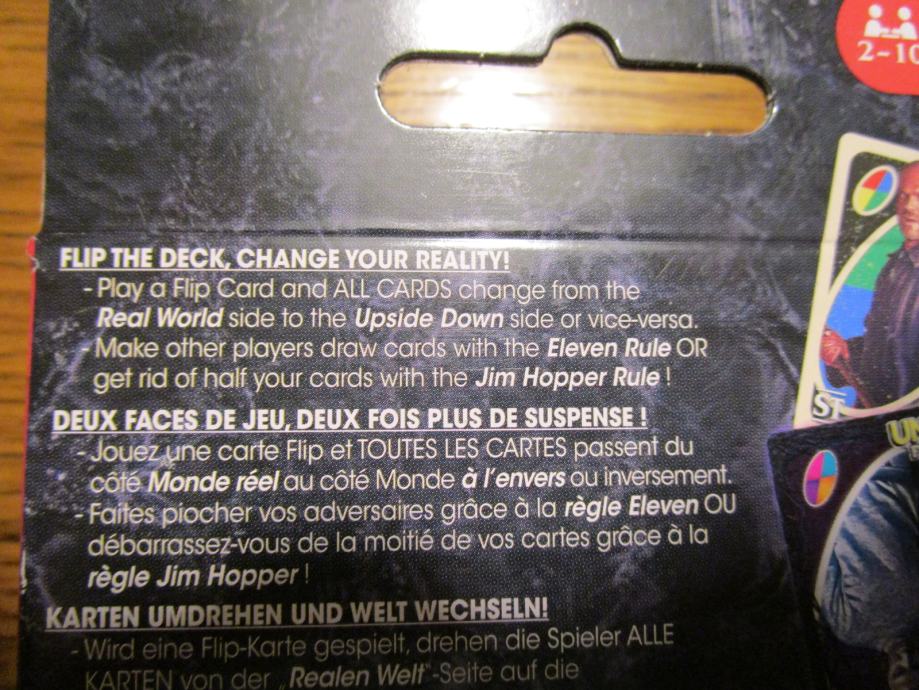 2-10
FLIP THE DECK, CHANGE YOUR REALITY!
- Play a Flip Card and ALL CARDS change from the
Real World side to the Upside Down side or vice-versa.
- Make other players draw cards with the Eleven Rule OR
get rid of half your cards with the Jim Hopper Rule !
DEUX FACES DE JEU, DEUX FOIS PLUS DE SUSPENSE !
- Jouez une carte Flip et TOUTES LES CARTES passent du
côté Monde réel au côté Monde à l'envers ou inversement.
- Faites piocher vos adversaires grâce à la règle Eleven OU
débarrassez-vous de la moitié de vos cartes grâce à la
règle Jim Hopper !
KARTEN UMDREHEN UND WELT WECHSELN!
- Wird eine Flip-Karte gespielt, drehen die Spieler ALLE
KARTEN von der „Realen Welt"-Seite auf die